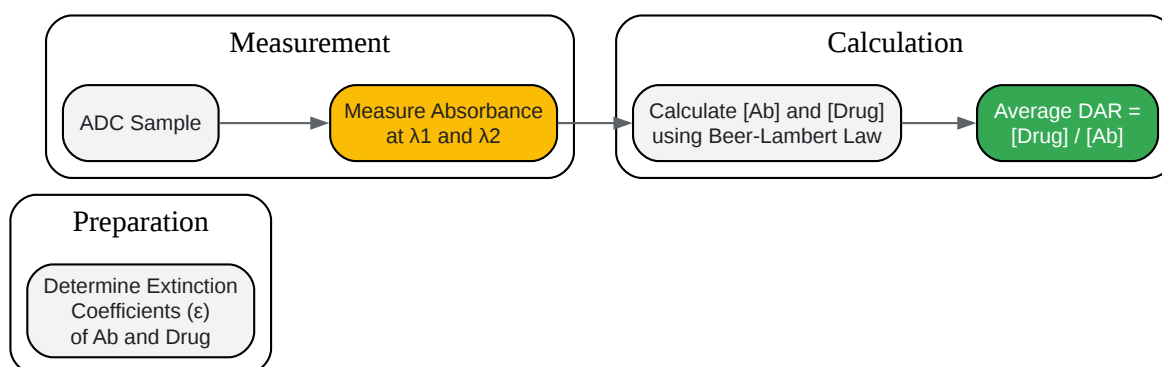 Measurement
ADC Sample
Measure Absorbance
at λ1 and λ2
Calculation
Calculate [Ab] and [Drug]
using Beer-Lambert Law
Average DAR =
[Drug] / [Ab]
Preparation
Determine Extinction
Coefficients (ε)
of Ab and Drug